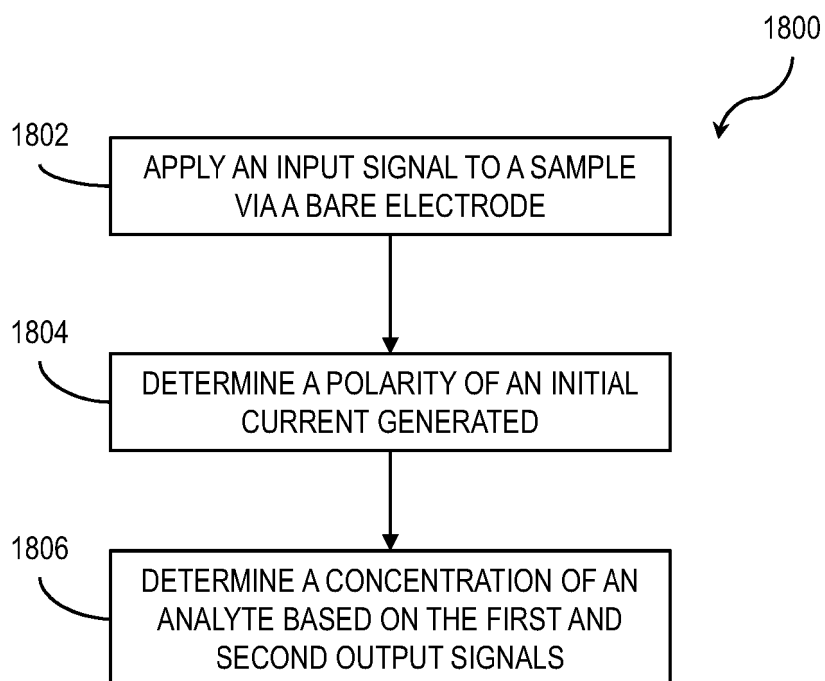 1800
1802
APPLY AN INPUT SIGNAL TO A SAMPLE
VIA A BARE ELECTRODE
1804
DETERMINE A POLARITY OF AN INITIAL
CURRENT GENERATED
1806
DETERMINE A CONCENTRATION OF AN
ANALYTE BASED ON THE FIRST AND
SECOND OUTPUT SIGNALS